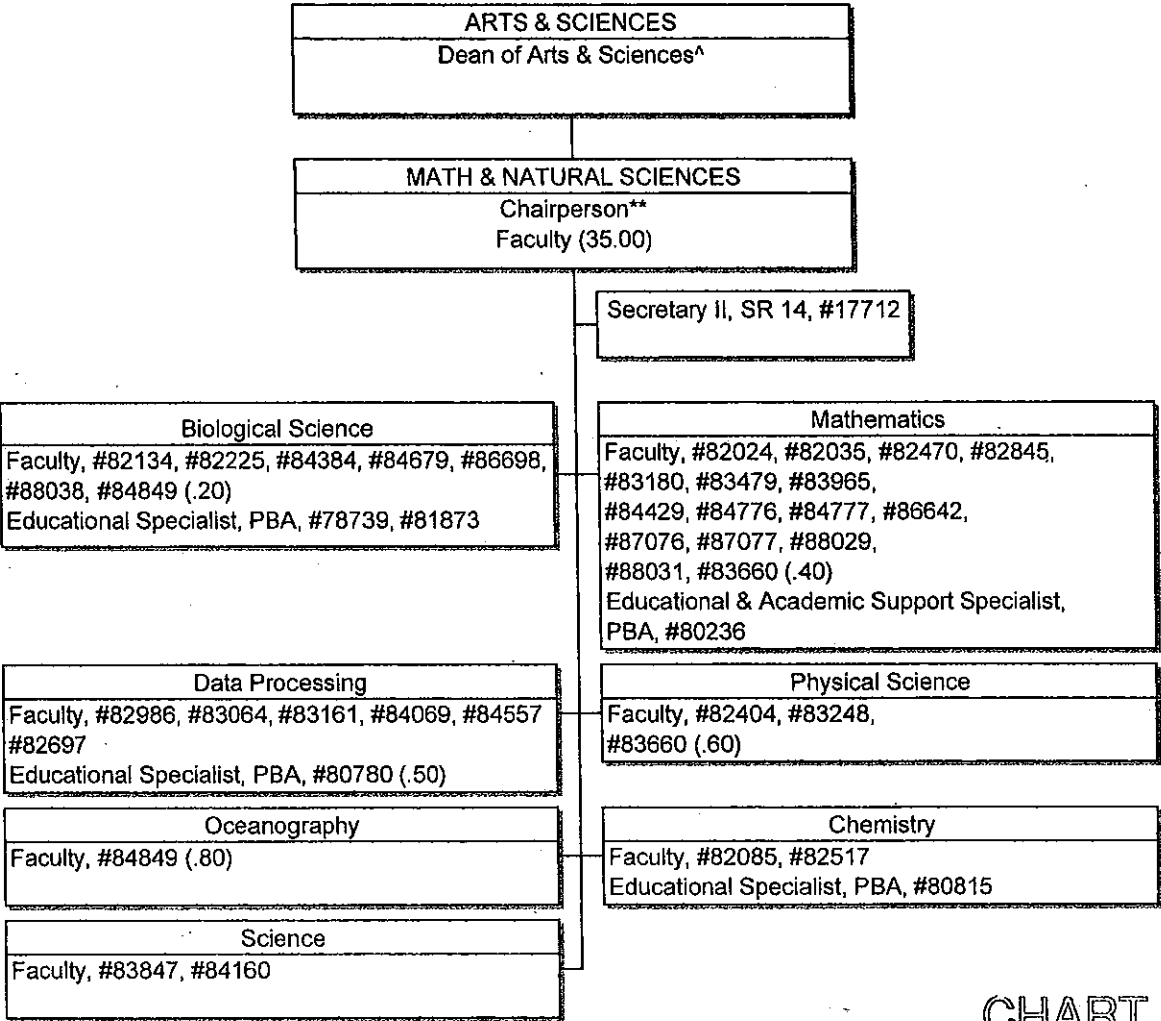 ARTS & SCIENCES
Dean of Arts & Sciences^
MATH & NATURAL SCIENCES
Chairperson**
Faculty (35.00)
Secretary II, SR 14, #17712
Biological Science
Faculty, #82134, #82225, #84384, #84679, #86698,
#88038, #84849 (.20)
Educational Specialist, PBA, #78739, #81873
Mathematics
Faculty, #82024, #82035, #82470, #82845,
#83180, #83479, #83965,
#84429, #84776, #84777, #86642,
#87076, #87077, #88029,
#88031, #83660 (.40)
Educational & Academic Support Specialist,
PBA, #80236
Data Processing
Faculty, #82986, #83064, #83161, #84069, #84557
#82697
Educational Specialist, PBA, #80780 (.50)
Physical Science
Faculty, #82404, #83248,
#83660 (.60)
Oceanography
Faculty, #84849 (.80)
Chemistry
Faculty, #82085, #82517
Educational Specialist, PBA, #80815
Science
Faculty, #83847, #84160
CHART